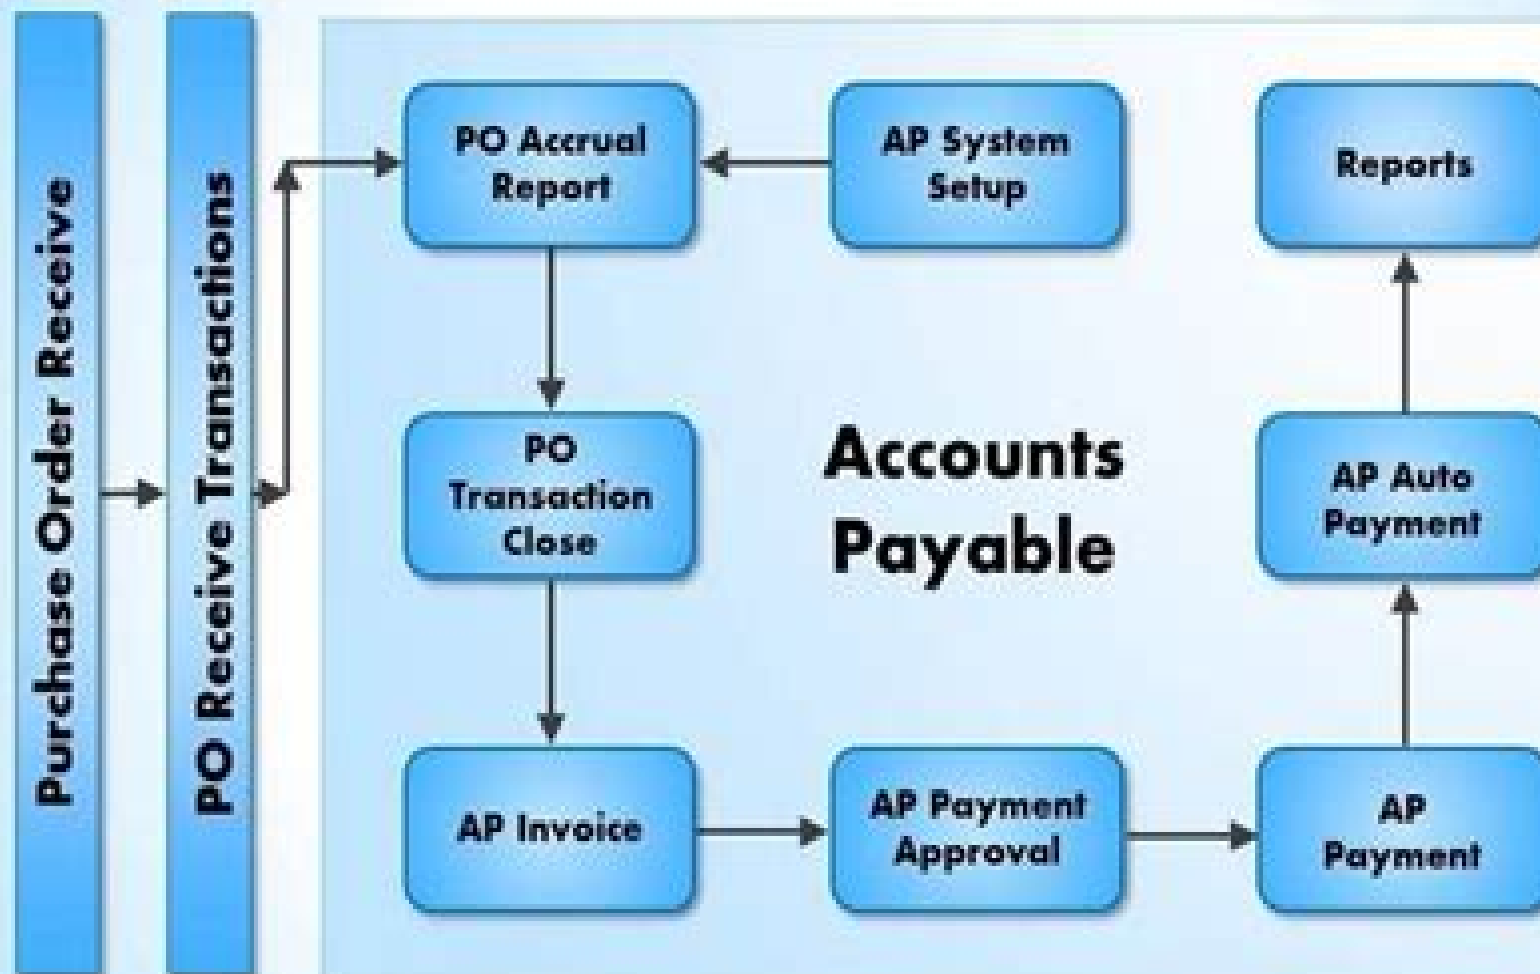 Purchase Order Receive
PO Receive Transactions
PO Accrual
Report
AP System
Setup
Reports
PO
Transaction
Close
Accounts
Payable
AP Auto
Payment
AP Invoice
AP Payment
Approval
AP
Payment